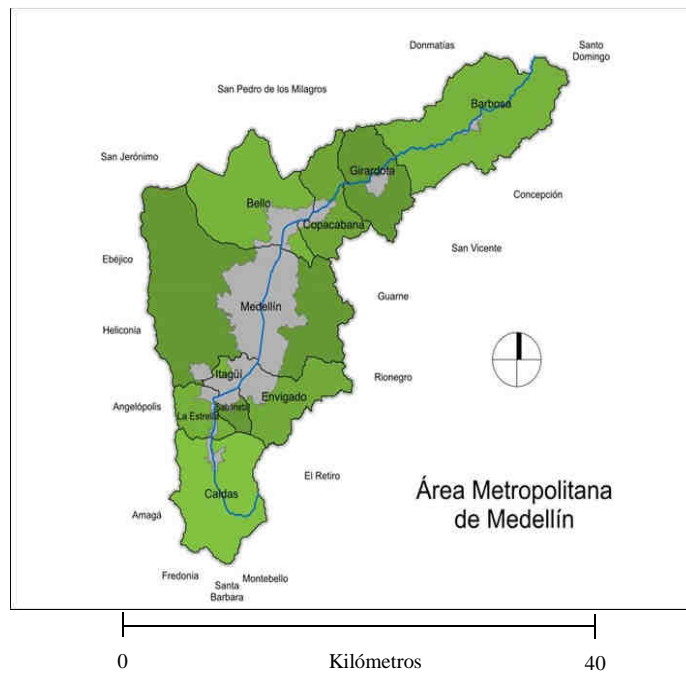 Donmatías
Santo
Domingo
San Pedro de los Milagros
Barbosa
San Jerónimo
Girardota
Concepción
Bello
Copacabana
San Vicente
Ebéjico
Guarne
Medellín
Heliconia
Itagüí
Rionegro
Envigado
Angelópolis
La Estrella
El Retiro
Caldas
Área Metropolitana
de Medellín
Amagá
Fredonia
Montebello
Santa
Barbara
0
Kilómetros
40